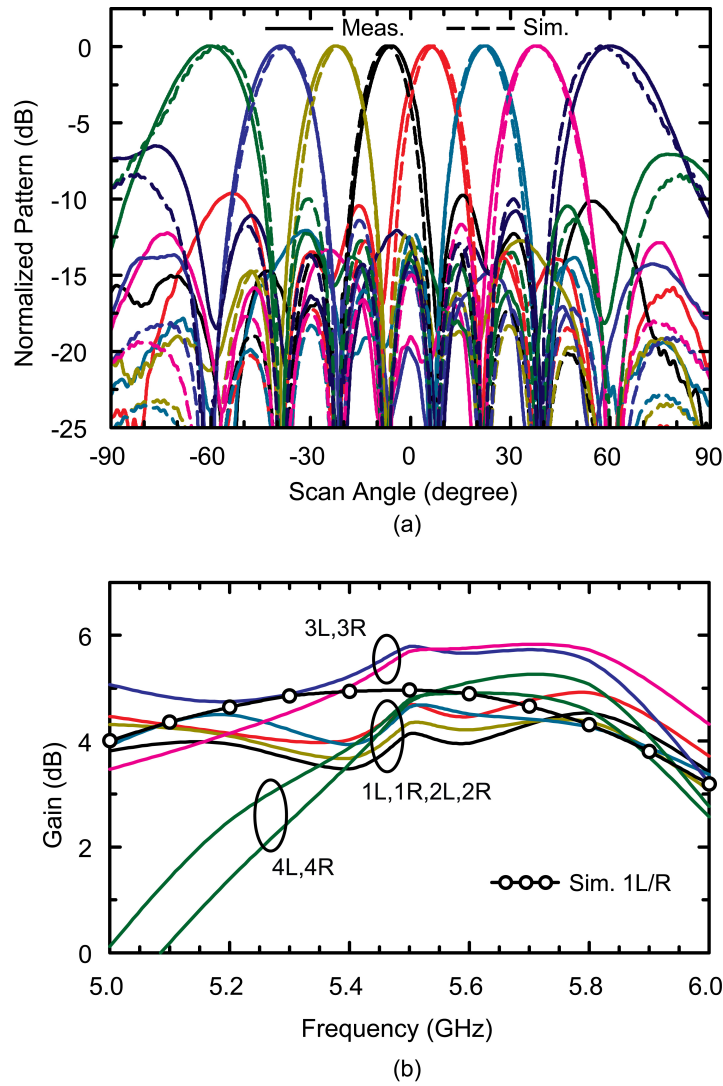 Meas. Sim.
0
-5
-10
-15
-20
-25
Normalized Pattern (dB)
-90 -60 -30 0 30 60 90
Scan Angle (degree)
(a)
6
4
2
0
Gain (dB)
3L,3R
1L,1R,2L,2R
4L,4R
Sim. 1L/R
5.0 5.2 5.4 5.6 5.8 6.0
Frequency (GHz)
(b)